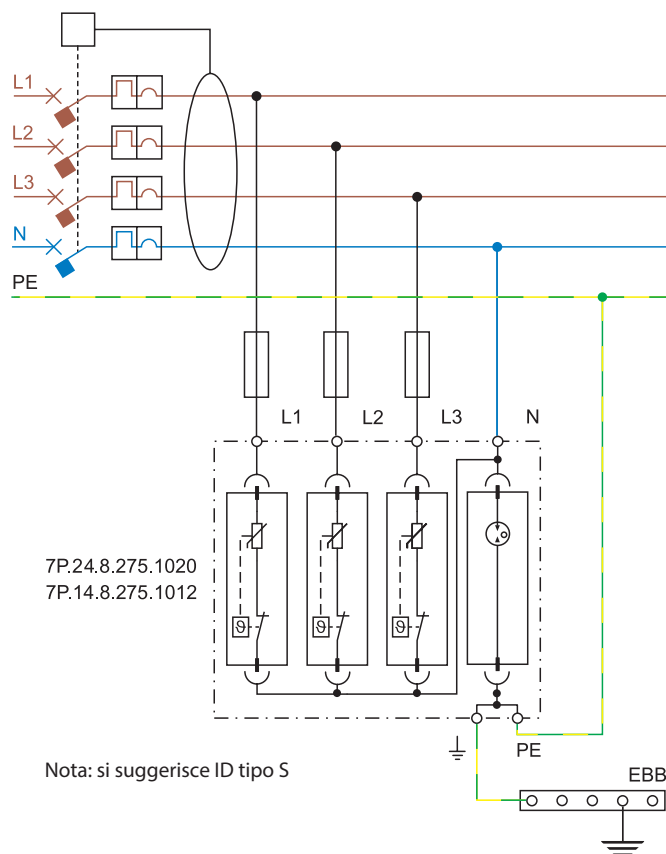 L1
L2
L3
N
PE
L1
L2
L3
N
7P.24.8.275.1020
7P.14.8.275.1012
ϑ
ϑ
ϑ
PE
Nota: si suggerisce ID tipo S
EBB